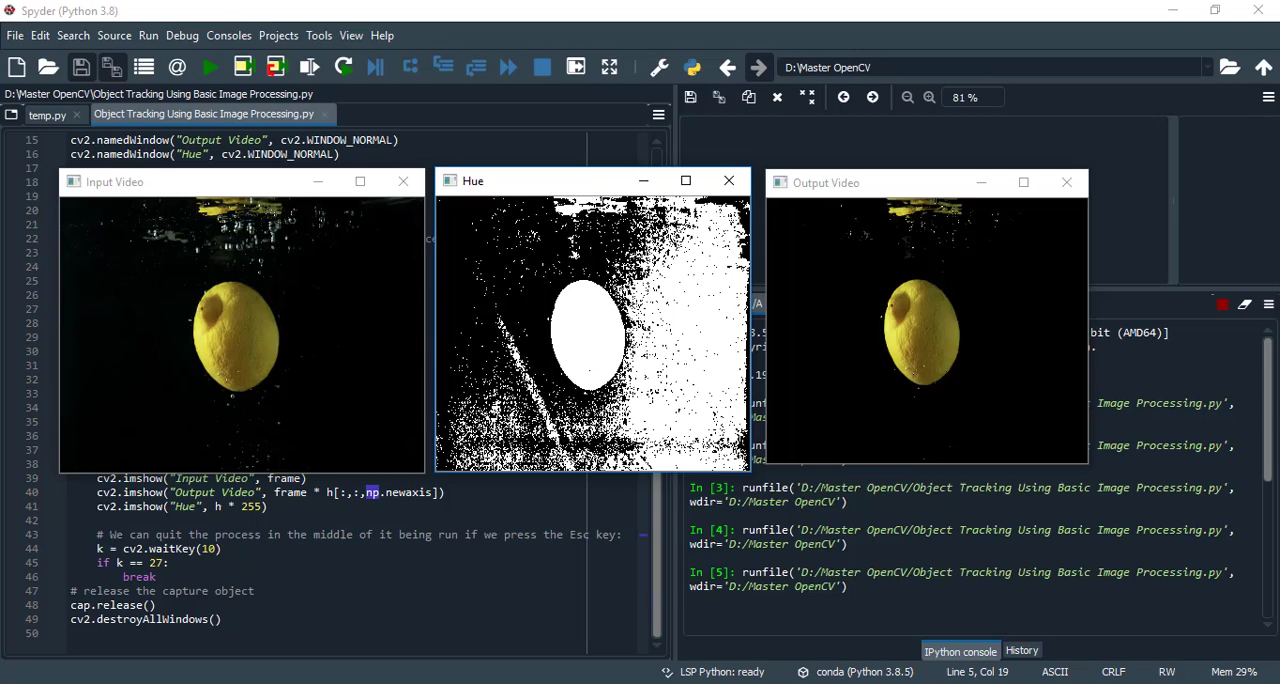 Spyder (Python 3.8)
File Edit Search Source Run Debug Consoles Projects Tools View Help
D:\Master OpenCV
D:\Master OpenCV\Object Tracking Using Basic Image Processing.py
temp.py
Object Tracking Using Basic Image Processing.py
81 %
15 cv2.namedWindow("Output Video", cv2.WINDOW_NORMAL)
16 cv2.namedWindow("Hue", cv2.WINDOW_NORMAL)
17
18
19
20
21
22
23
24
25
26
27
28
29
30
31
32
33
34
35
36
37
38
Input Video
Hue
Output Video
39 cv2.imshow("Input Video", frame)
40 cv2.imshow("Output Video", frame * h[:,:,np.newaxis])
41 cv2.imshow("Hue", h * 255)
42
43 # We can quit the process in the middle of it being run if we press the Esc key:
44 k = cv2.waitKey(10)
45 if k == 27:
46 break
47 # release the capture object
48 cap.release()
49 cv2.destroyAllWindows()
50
bit (AMD64)]
Image Processing.py',
Image Processing.py',
In [3]: runfile('D:/Master OpenCV/Object Tracking Using Basic Image Processing.py',
wdir='D:/Master OpenCV')
In [4]: runfile('D:/Master OpenCV/Object Tracking Using Basic Image Processing.py',
wdir='D:/Master OpenCV')
In [5]: runfile('D:/Master OpenCV/Object Tracking Using Basic Image Processing.py',
wdir='D:/Master OpenCV')
IPython console History
LSP Python: ready conda (Python 3.8.5) Line 5, Col 19 ASCII CRLF RW Mem 29%